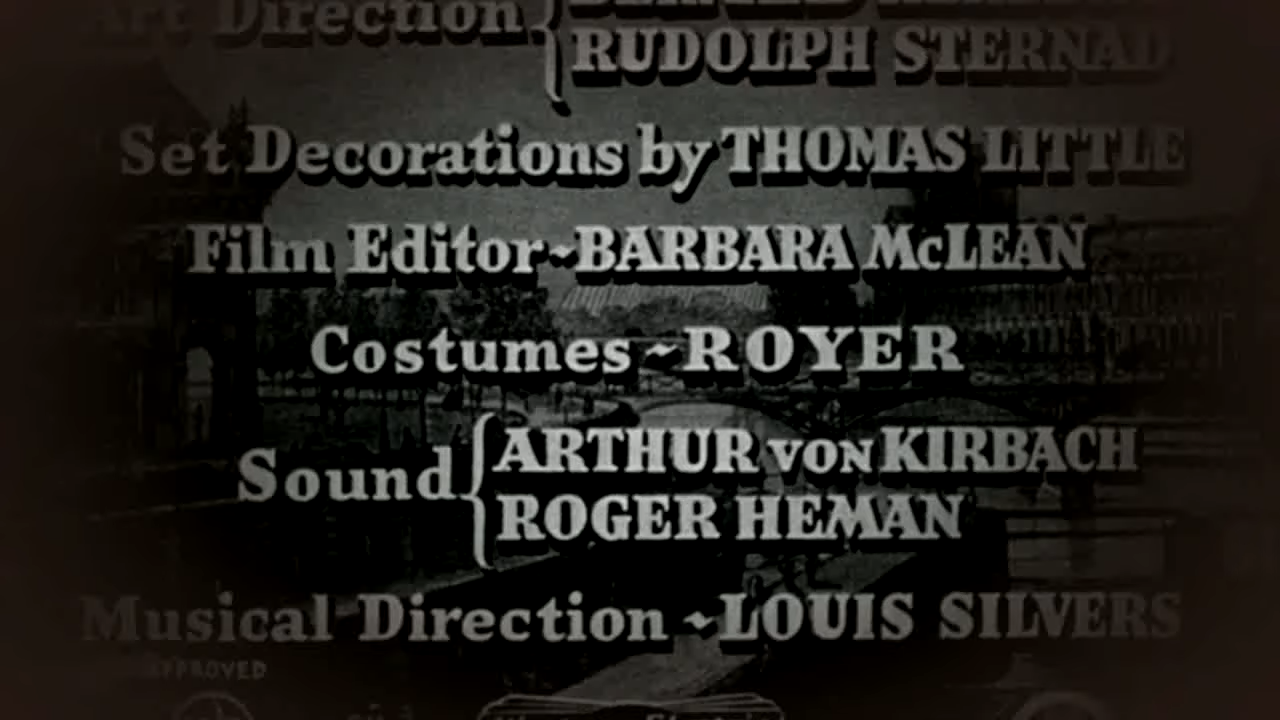 Art Direction
RUDOLPH STERNAD
Set Decorations by THOMAS LITTLE
Film Editor ~ BARBARA McLEAN
Costumes ~ ROYER
Sound
ARTHUR von KIRBACH
ROGER HEMAN
Musical Direction ~ LOUIS SILVERS
APPROVED